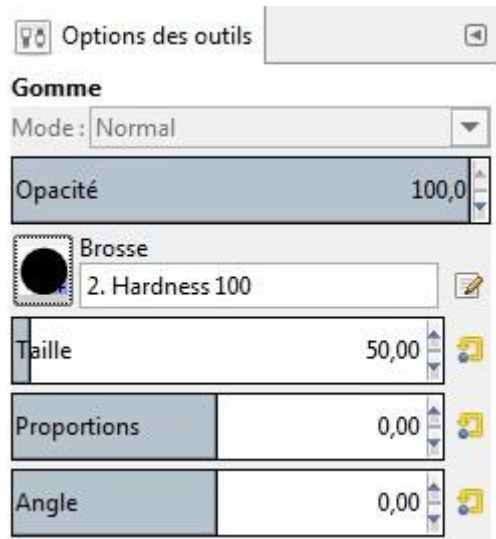 Options des outils
Gomme
Mode : Normal
Opacité 100,0
Brosse
2. Hardness 100
Taille 50,00
Proportions 0,00
Angle 0,00